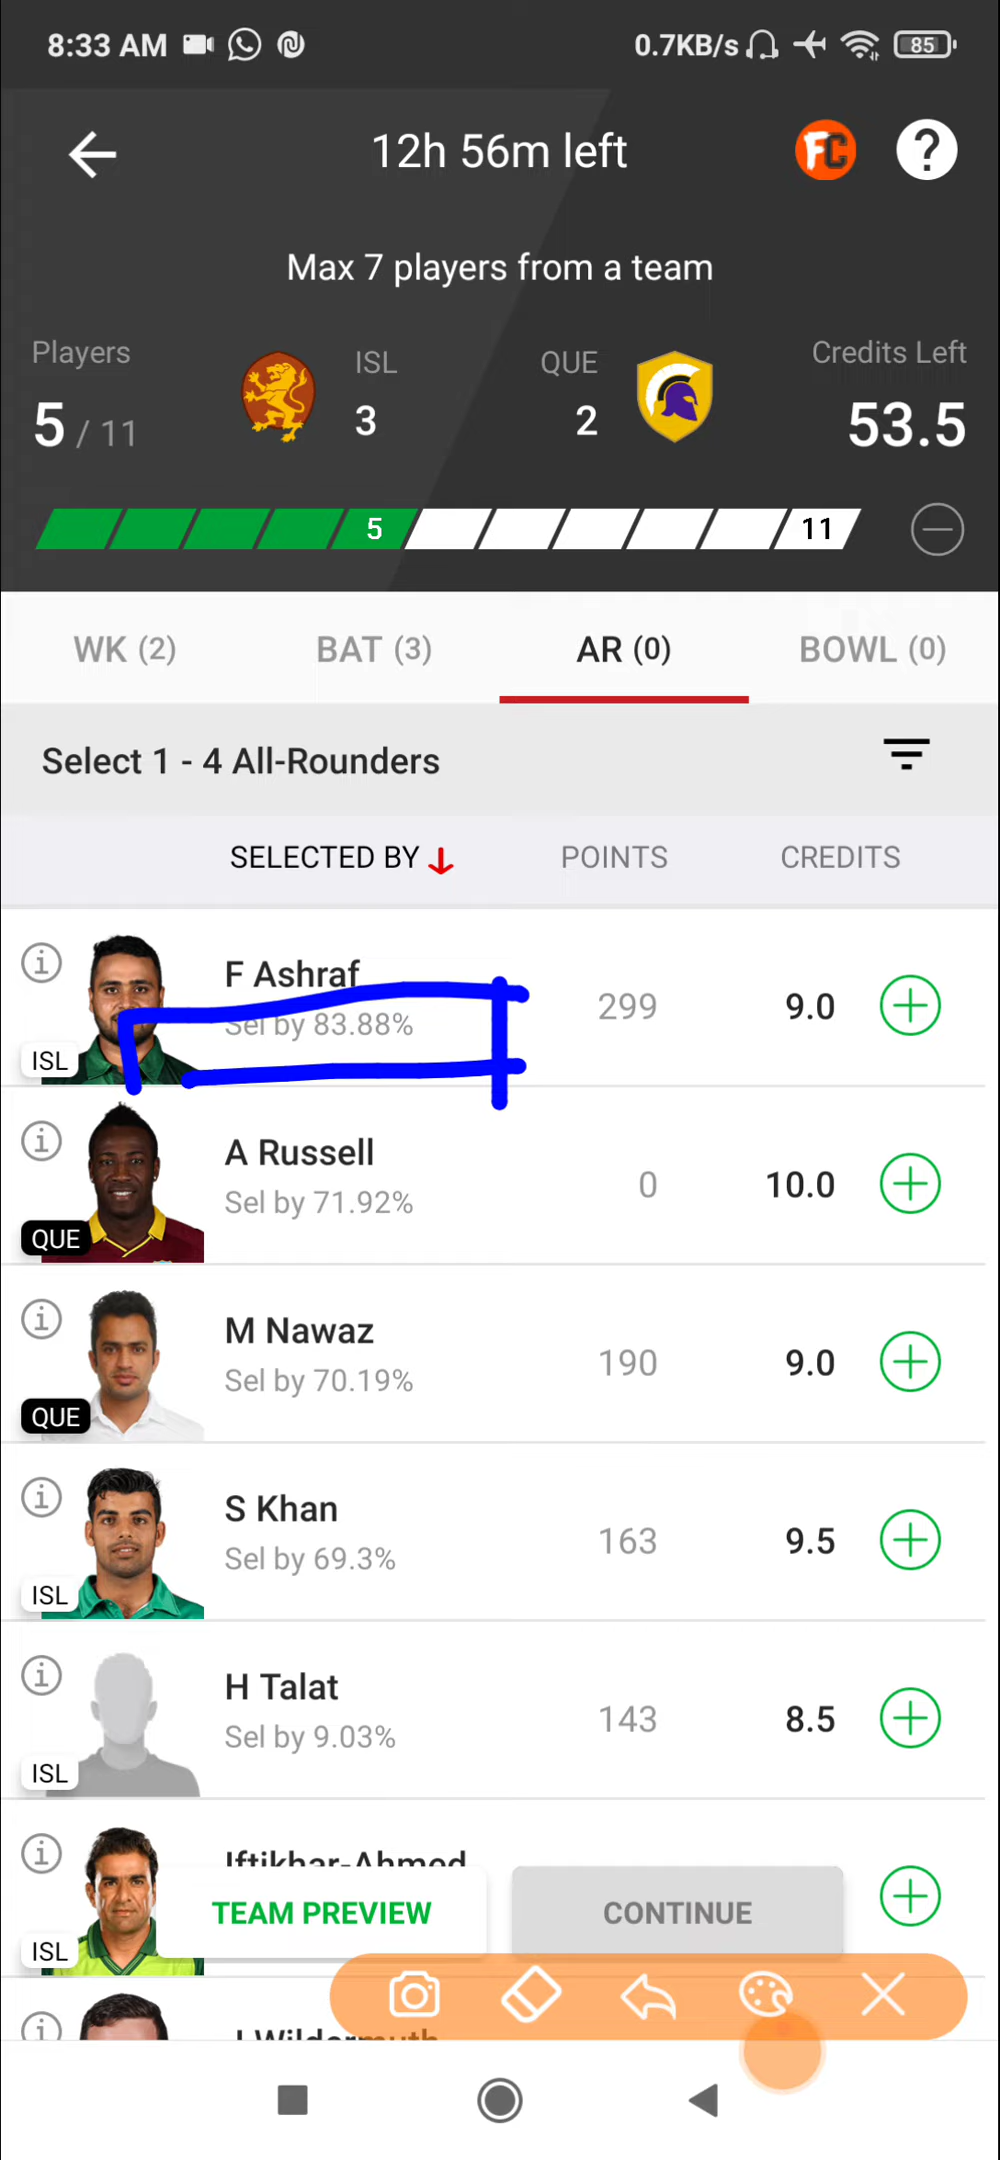 8:33 AM
0.7KB/s
85
12h 56m left
FC
?
Max 7 players from a team
Players
ISL
QUE
Credits Left
5 / 11
3
2
53.5
5
11
WK (2)
BAT (3)
AR (0)
BOWL (0)
Select 1 - 4 All-Rounders
SELECTED BY
POINTS
CREDITS
F Ashraf
Sel by 83.88%
299
9.0
ISL
A Russell
Sel by 71.92%
0
10.0
QUE
M Nawaz
Sel by 70.19%
190
9.0
QUE
S Khan
Sel by 69.3%
163
9.5
ISL
H Talat
Sel by 9.03%
143
8.5
ISL
Iftikhar-Ahmed
TEAM PREVIEW
CONTINUE
ISL
J Wildermuth